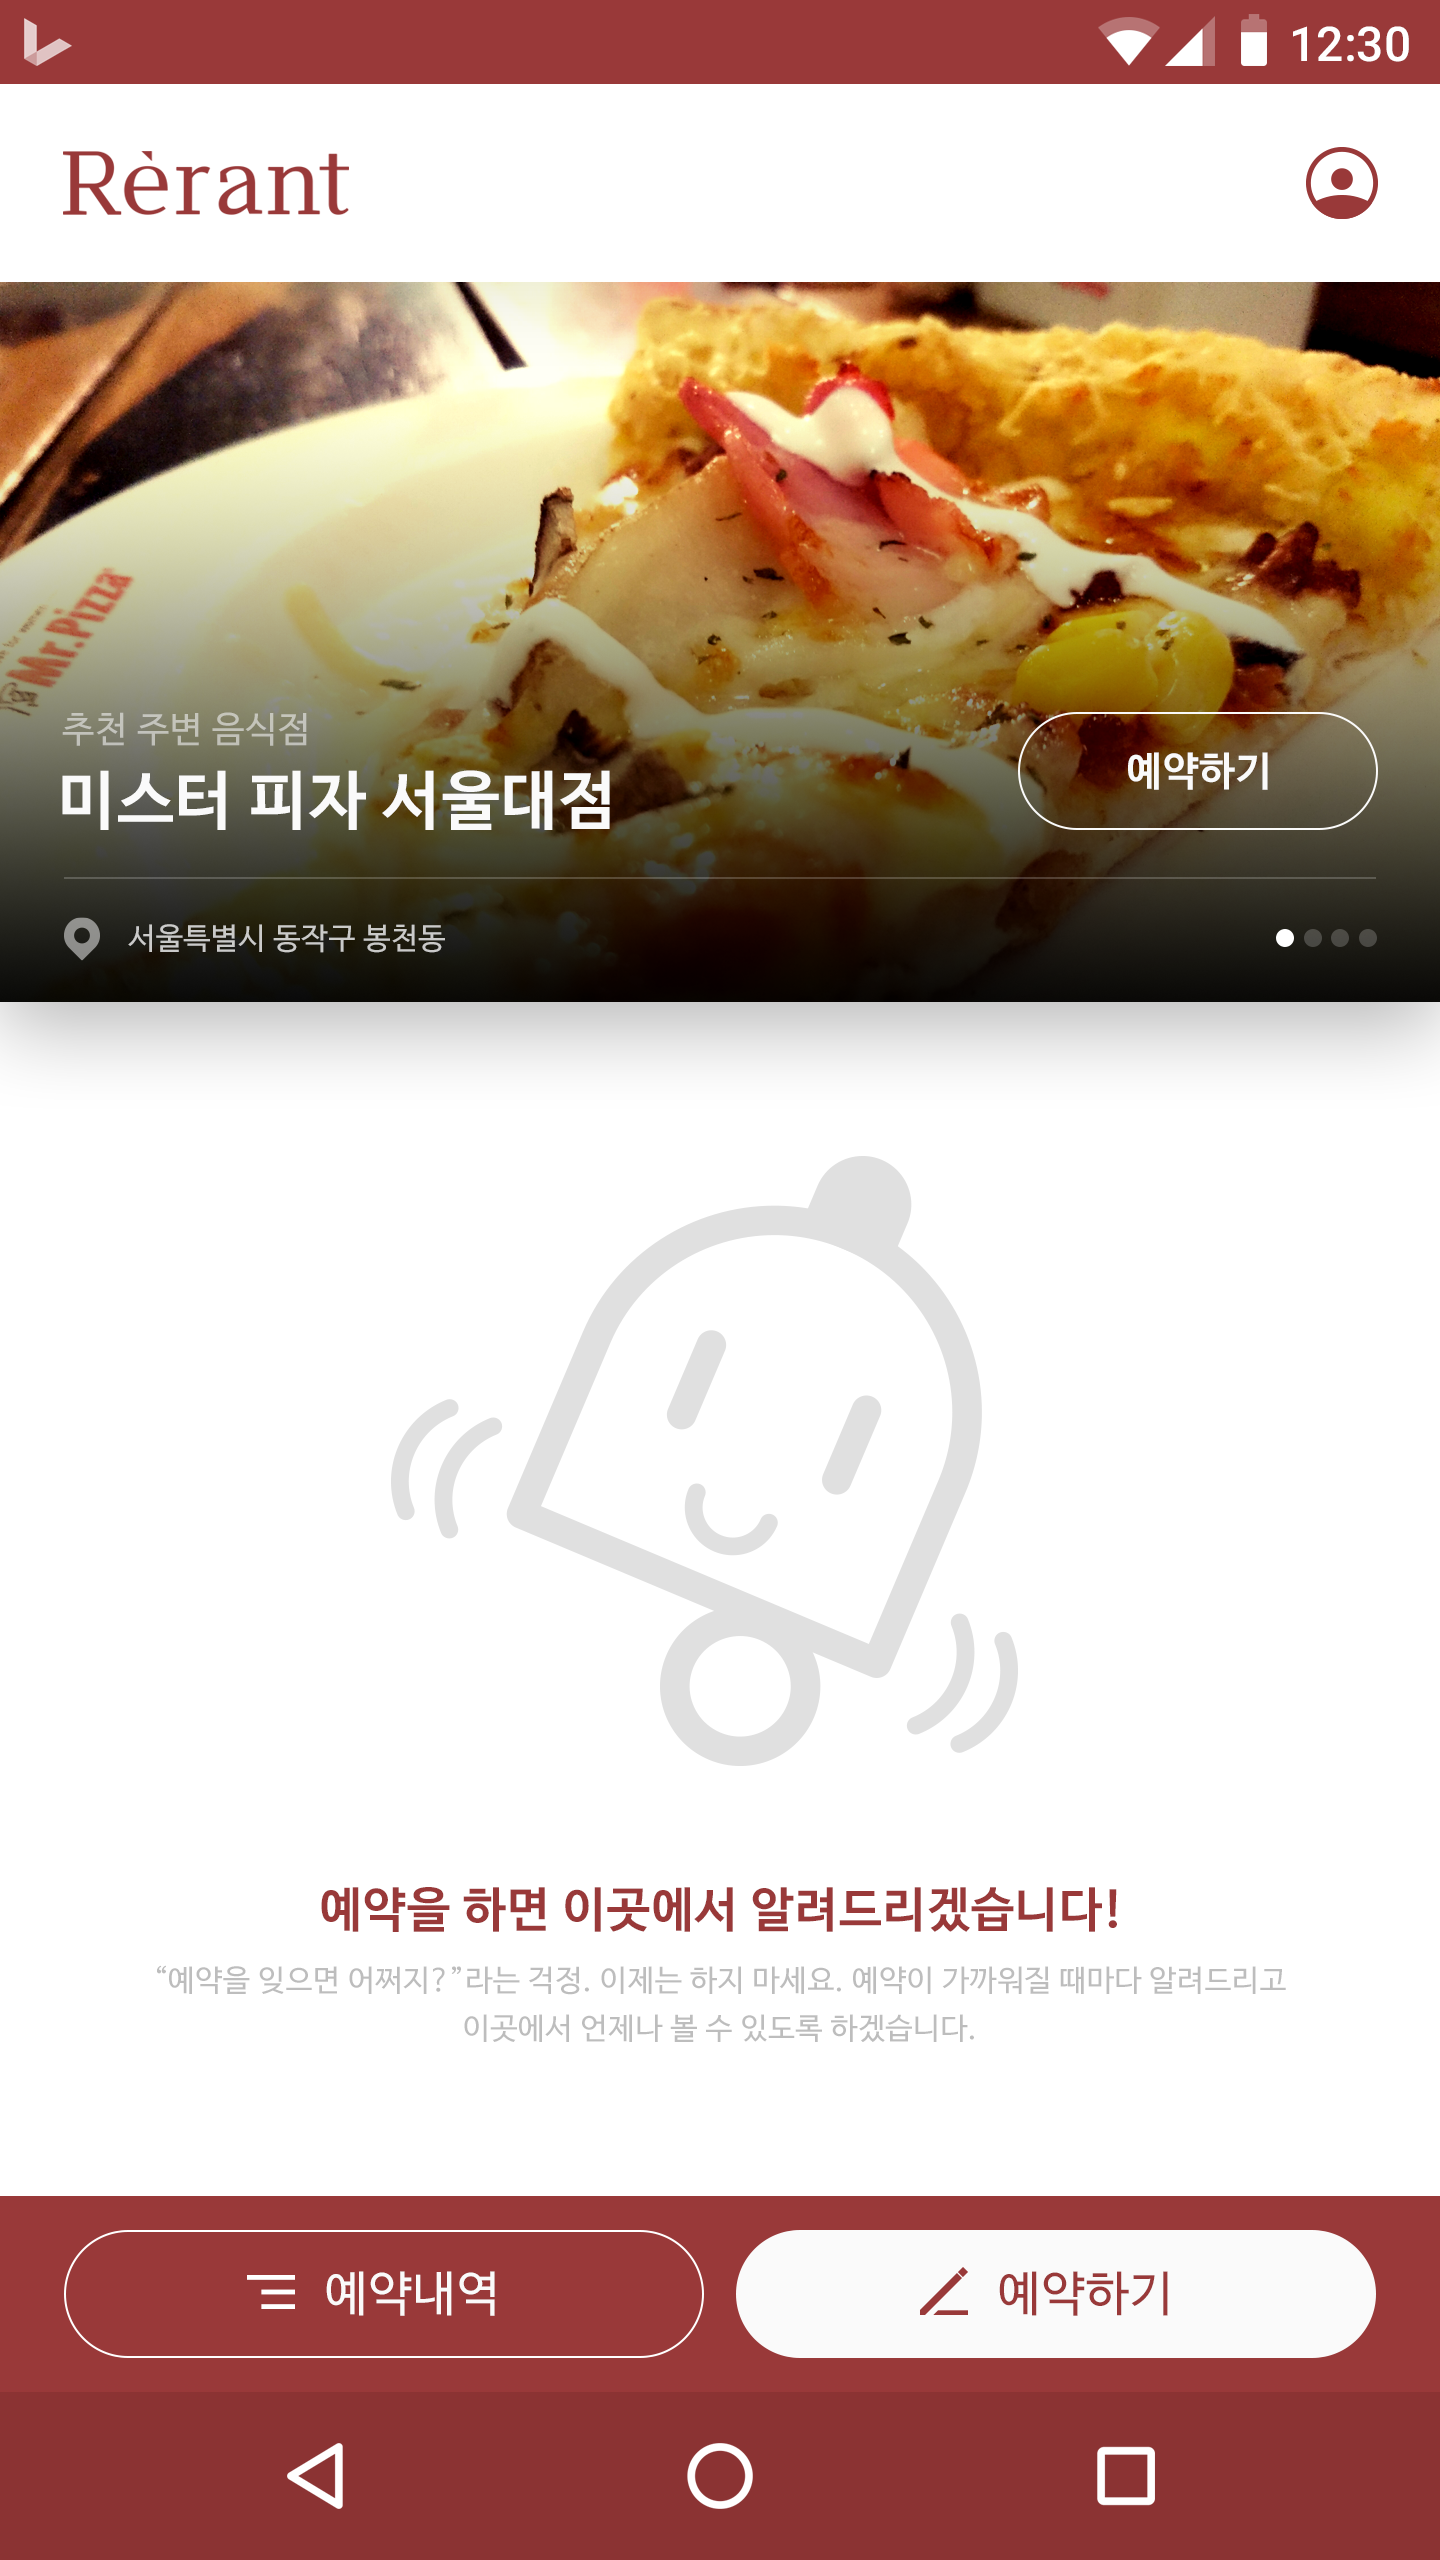 12:30
Rèrant
Mr.Pizza
추천 주변 음식점
미스터 피자 서울대점
예약하기
서울특별시 동작구 봉천동
예약을 하면 이곳에서 알려드리겠습니다!
“예약을 잊으면 어쩌지?”라는 걱정. 이제는 하지 마세요. 예약이 가까워질 때마다 알려드리고
이곳에서 언제나 볼 수 있도록 하겠습니다.
예약내역
예약하기